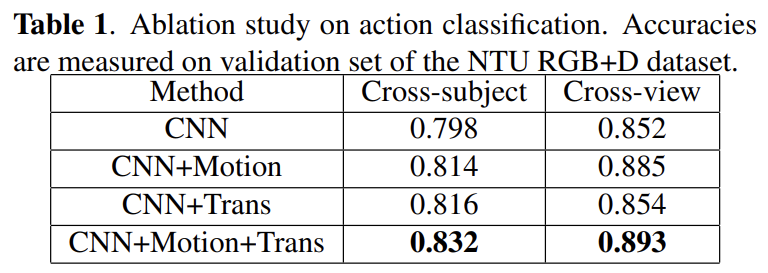 Table 1. Ablation study on action classification. Accuracies
are measured on validation set of the NTU RGB+D dataset.
Method Cross-subject Cross-view
CNN 0.798 0.852
CNN+Motion 0.814 0.885
CNN+Trans 0.816 0.854
CNN+Motion+Trans 0.832 0.893